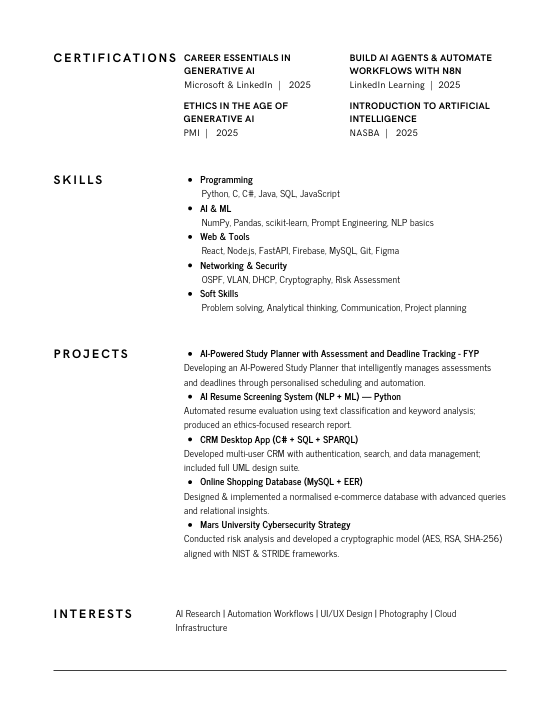 CERTIFICATIONS
CAREER ESSENTIALS IN
GENERATIVE AI
Microsoft & LinkedIn | 2025
BUILD AI AGENTS & AUTOMATE
WORKFLOWS WITH N8N
LinkedIn Learning | 2025
ETHICS IN THE AGE OF
GENERATIVE AI
PMI | 2025
INTRODUCTION TO ARTIFICIAL
INTELLIGENCE
NASBA | 2025
SKILLS
• Programming
Python, C, C#, Java, SQL, JavaScript
• AI & ML
NumPy, Pandas, scikit-learn, Prompt Engineering, NLP basics
• Web & Tools
React, Node.js, FastAPI, Firebase, MySQL, Git, Figma
• Networking & Security
OSPF, VLAN, DHCP, Cryptography, Risk Assessment
• Soft Skills
Problem solving, Analytical thinking, Communication, Project planning
PROJECTS
• AI-Powered Study Planner with Assessment and Deadline Tracking - FYP
Developing an AI-Powered Study Planner that intelligently manages assessments
and deadlines through personalised scheduling and automation.
• AI Resume Screening System (NLP + ML) — Python
Automated resume evaluation using text classification and keyword analysis;
produced an ethics-focused research report.
• CRM Desktop App (C# + SQL + SPARQL)
Developed multi-user CRM with authentication, search, and data management;
included full UML design suite.
• Online Shopping Database (MySQL + EER)
Designed & implemented a normalised e-commerce database with advanced queries
and relational insights.
• Mars University Cybersecurity Strategy
Conducted risk analysis and developed a cryptographic model (AES, RSA, SHA-256)
aligned with NIST & STRIDE frameworks.
INTERESTS
AI Research | Automation Workflows | UI/UX Design | Photography | Cloud
Infrastructure